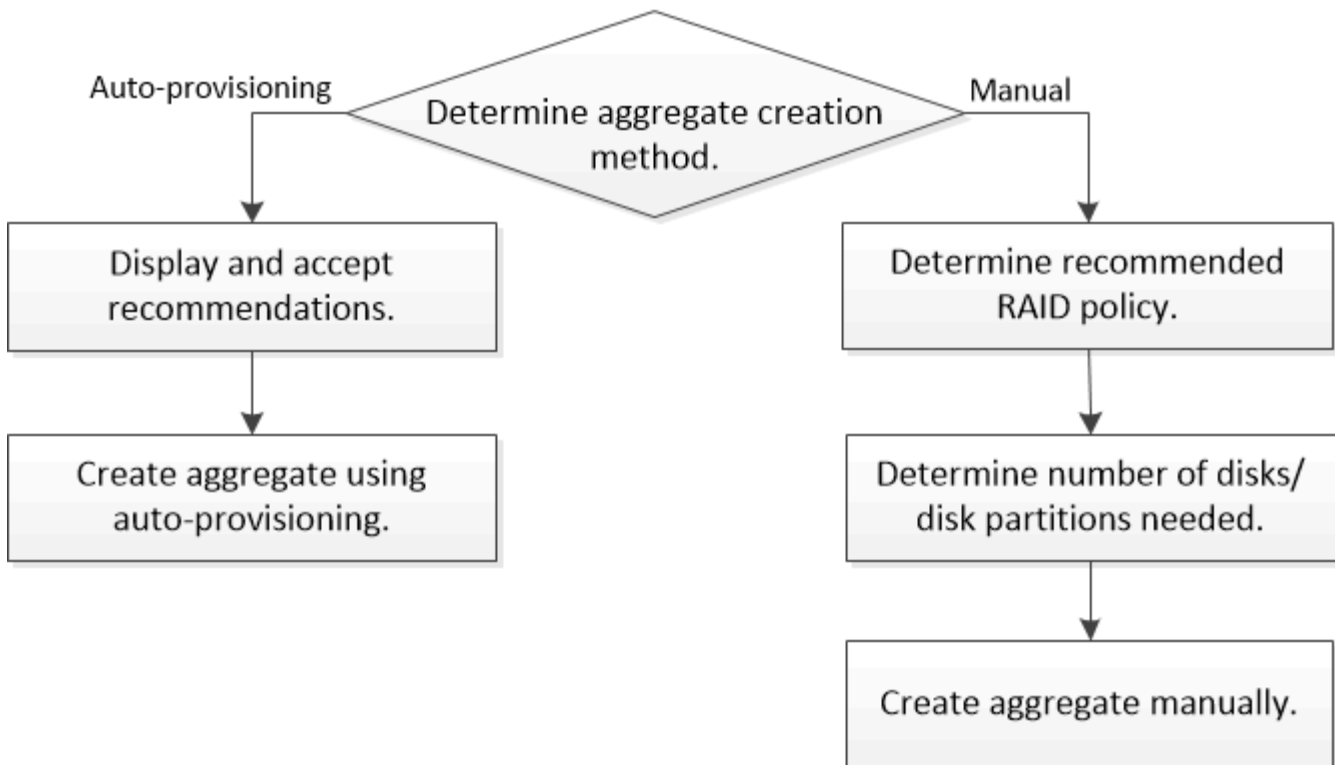 Auto-provisioning
Manual
Determine aggregate creation
method.
Display and accept
recommendations.
Determine recommended
RAID policy.
Create aggregate using
auto-provisioning.
Determine number of disks/
disk partitions needed.
Create aggregate manually.